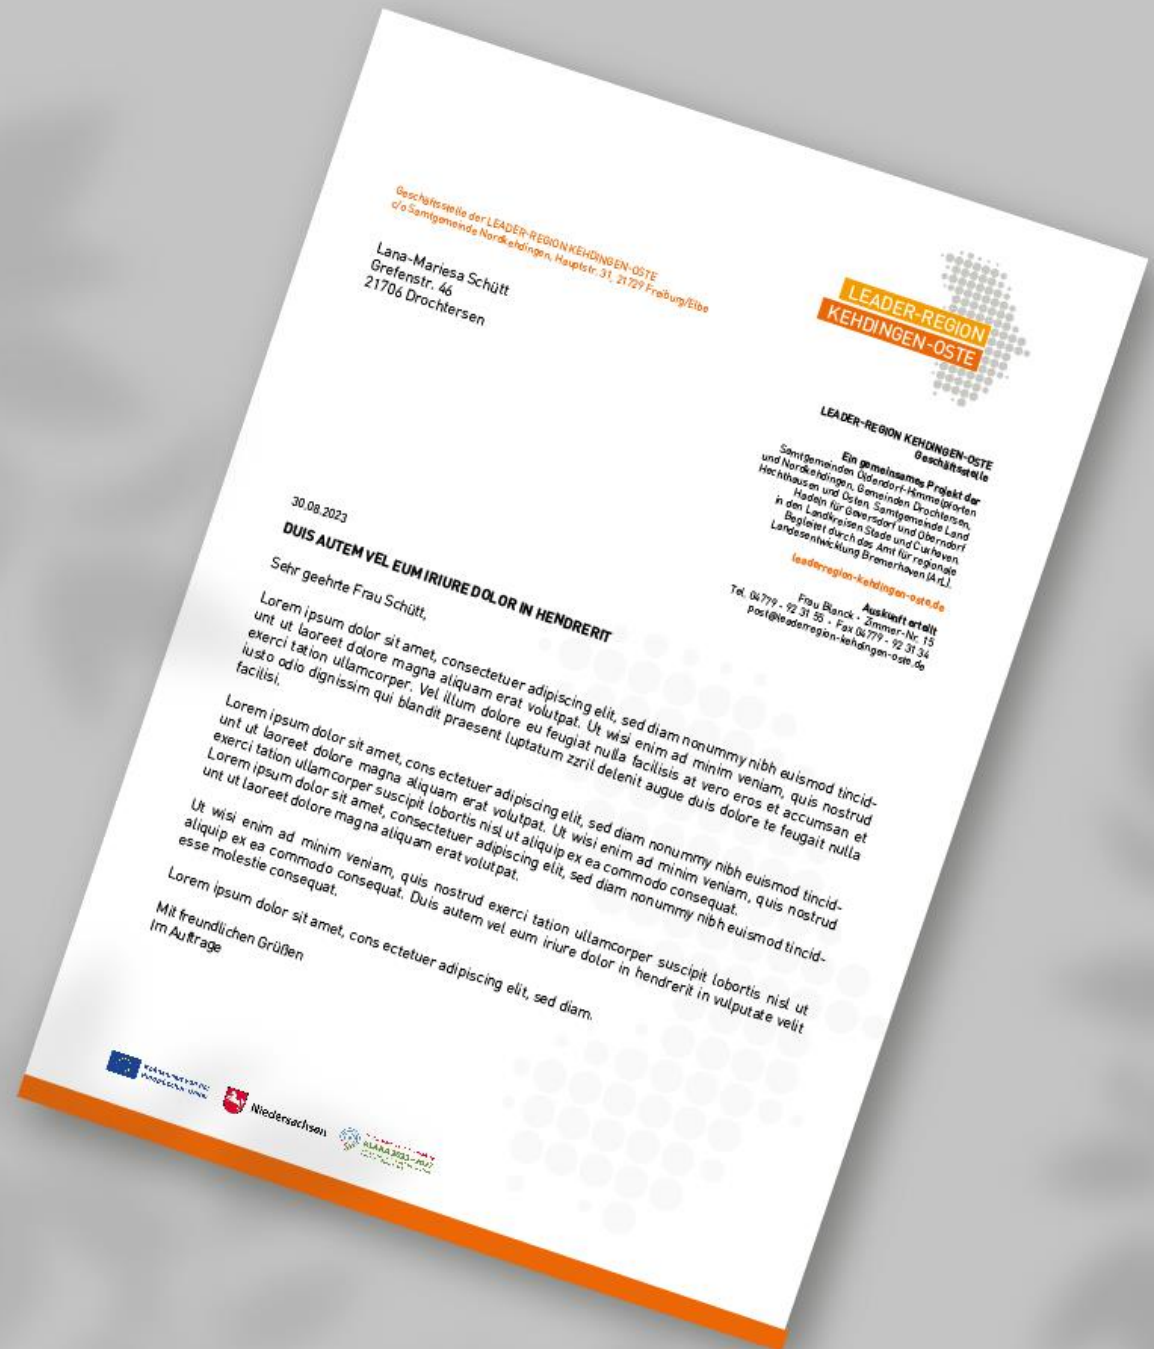 Geschäftsstelle der LEADER-REGION KEHDINGEN-OSTE
c/o Samtgemeinde Nordkehdingen, Hauptstr. 31, 21729 Freiburg/Elbe
Lana-Mariesa Schütt
Grefenstr. 46
21706 Drochtersen
LEADER-REGION
KEHDINGEN-OSTE
LEADER-REGION KEHDINGEN-OSTE
Geschäftsstelle
Ein gemeinsames Projekt der
Samtgemeinden Oldendorf-Himmelpforten
und Nordkehdingen, Gemeinden Drochtersen,
Hechthausen und Osten, Samtgemeinde Land
Hadeln für Geversdorf und Oberndorf
in den Landkreisen Stade und Cuxhaven.
Begleitet durch das Amt für regionale
Landesentwicklung Bremerhaven (ArL).
leaderregion-kehdingen-oste.de
Auskunft erteilt
Frau Blanck · Zimmer-Nr. 15
Tel. 04779 - 92 31 55 · Fax 04779 - 92 31 34
post@leaderregion-kehdingen-oste.de
30.08.2023
DUIS AUTEM VEL EUM IRIURE DOLOR IN HENDRERIT
Sehr geehrte Frau Schütt,
Lorem ipsum dolor sit amet, consectetuer adipiscing elit, sed diam nonummy nibh euismod tincid-
unt ut laoreet dolore magna aliquam erat volutpat. Ut wisi enim ad minim veniam, quis nostrud
exerci tation ullamcorper. Vel illum dolore eu feugiat nulla facilisis at vero eros et accumsan et
iusto odio dignissim qui blandit praesent luptatum zzril delenit augue duis dolore te feugait nulla
facilisi.
Lorem ipsum dolor sit amet, cons ectetuer adipiscing elit, sed diam nonummy nibh euismod tincid-
unt ut laoreet dolore magna aliquam erat volutpat. Ut wisi enim ad minim veniam, quis nostrud
exerci tation ullamcorper suscipit lobortis nisl ut aliquip ex ea commodo consequat.
Lorem ipsum dolor sit amet, consectetuer adipiscing elit, sed diam nonummy nibh euismod tincid-
unt ut laoreet dolore magna aliquam erat volutpat.
Ut wisi enim ad minim veniam, quis nostrud exerci tation ullamcorper suscipit lobortis nisl ut
aliquip ex ea commodo consequat. Duis autem vel eum iriure dolor in hendrerit in vulputate velit
esse molestie consequat.
Lorem ipsum dolor sit amet, cons ectetuer adipiscing elit, sed diam.
Mit freundlichen Grüßen
Im Auftrage
Niedersachsen